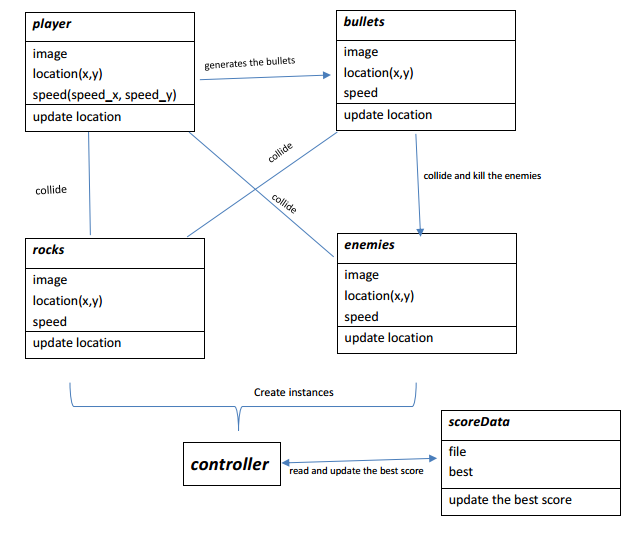 player
image
location(x,y)
speed(speed_x, speed_y)
update location
generates the bullets
bullets
image
location(x,y)
speed
update location
collide
collide
collide
collide and kill the enemies
rocks
image
location(x,y)
speed
update location
enemies
image
location(x,y)
speed
update location
Create instances
controller
read and update the best score
scoreData
file
best
update the best score